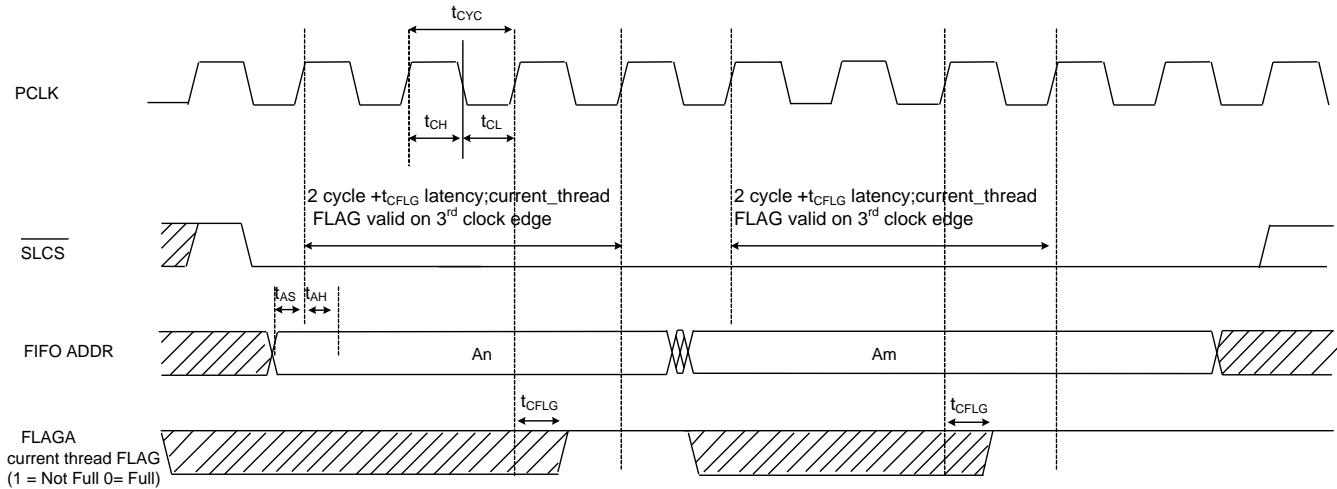 tCYC
PCLK
tCH
tCL
2 cycle +tCFLG latency;current_thread
FLAG valid on 3rd clock edge
2 cycle +tCFLG latency;current_thread
FLAG valid on 3rd clock edge
SLCS
tAS
tAH
FIFO ADDR
An
Am
tCFLG
tCFLG
FLAGA
current thread FLAG
(1 = Not Full 0= Full)